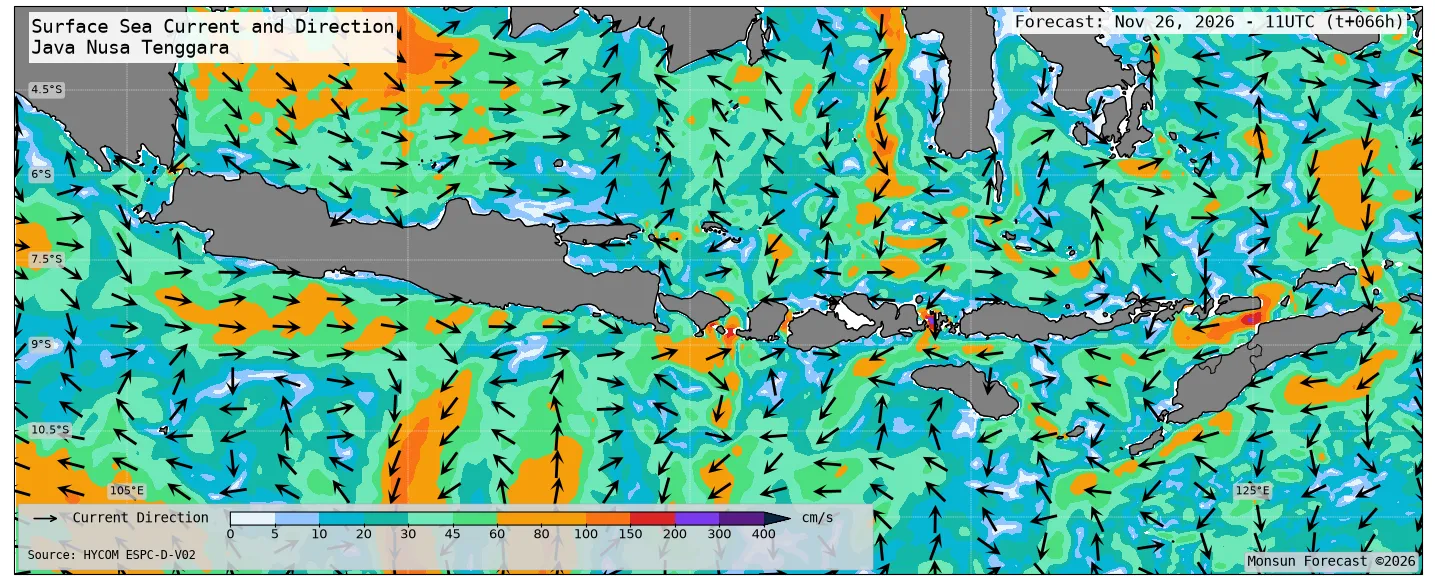 Surface Sea Current and Direction
Java Nusa Tenggara
Forecast: Nov 26, 2026 - 11UTC (t+066h)
4.5°S
6°S
7.5°S
9°S
10.5°S
105°E
125°E
Current Direction
cm/s
0 5 10 20 30 45 60 80 100 150 200 300 400
Source: HYCOM ESPC-D-V02
Monsun Forecast ©2026